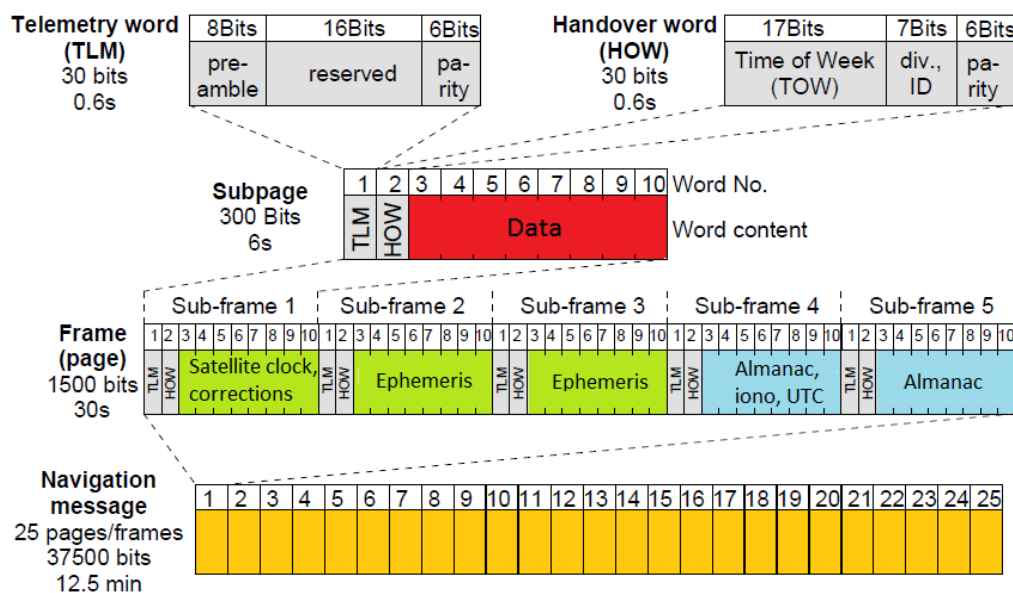 Telemetry word
(TLM)
30 bits
0.6s
8Bits 16Bits 6Bits
pre-
amble
reserved
pa-
rity
Handover word
(HOW)
30 bits
0.6s
17Bits 7Bits 6Bits
Time of Week
(TOW)
div.,
ID
pa-
rity
Subpage
300 Bits
6s
1 2 3 4 5 6 7 8 9 10 Word No.
TLM
HOW
Data
Word content
Sub-frame 1 Sub-frame 2 Sub-frame 3 Sub-frame 4 Sub-frame 5
Frame
(page)
1500 bits
30s
1 2 3 4 5 6 7 8 9 10 1 2 3 4 5 6 7 8 9 10 1 2 3 4 5 6 7 8 9 10 1 2 3 4 5 6 7 8 9 10 1 2 3 4 5 6 7 8 9 10
TLM
HOW
Satellite clock,
corrections
TLM
HOW
Ephemeris
TLM
HOW
Ephemeris
TLM
HOW
Almanac,
iono, UTC
TLM
HOW
Almanac
Navigation
message
25 pages/frames
37500 bits
12.5 min
1 2 3 4 5 6 7 8 9 10 11 12 13 14 15 16 17 18 19 20 21 22 23 24 25